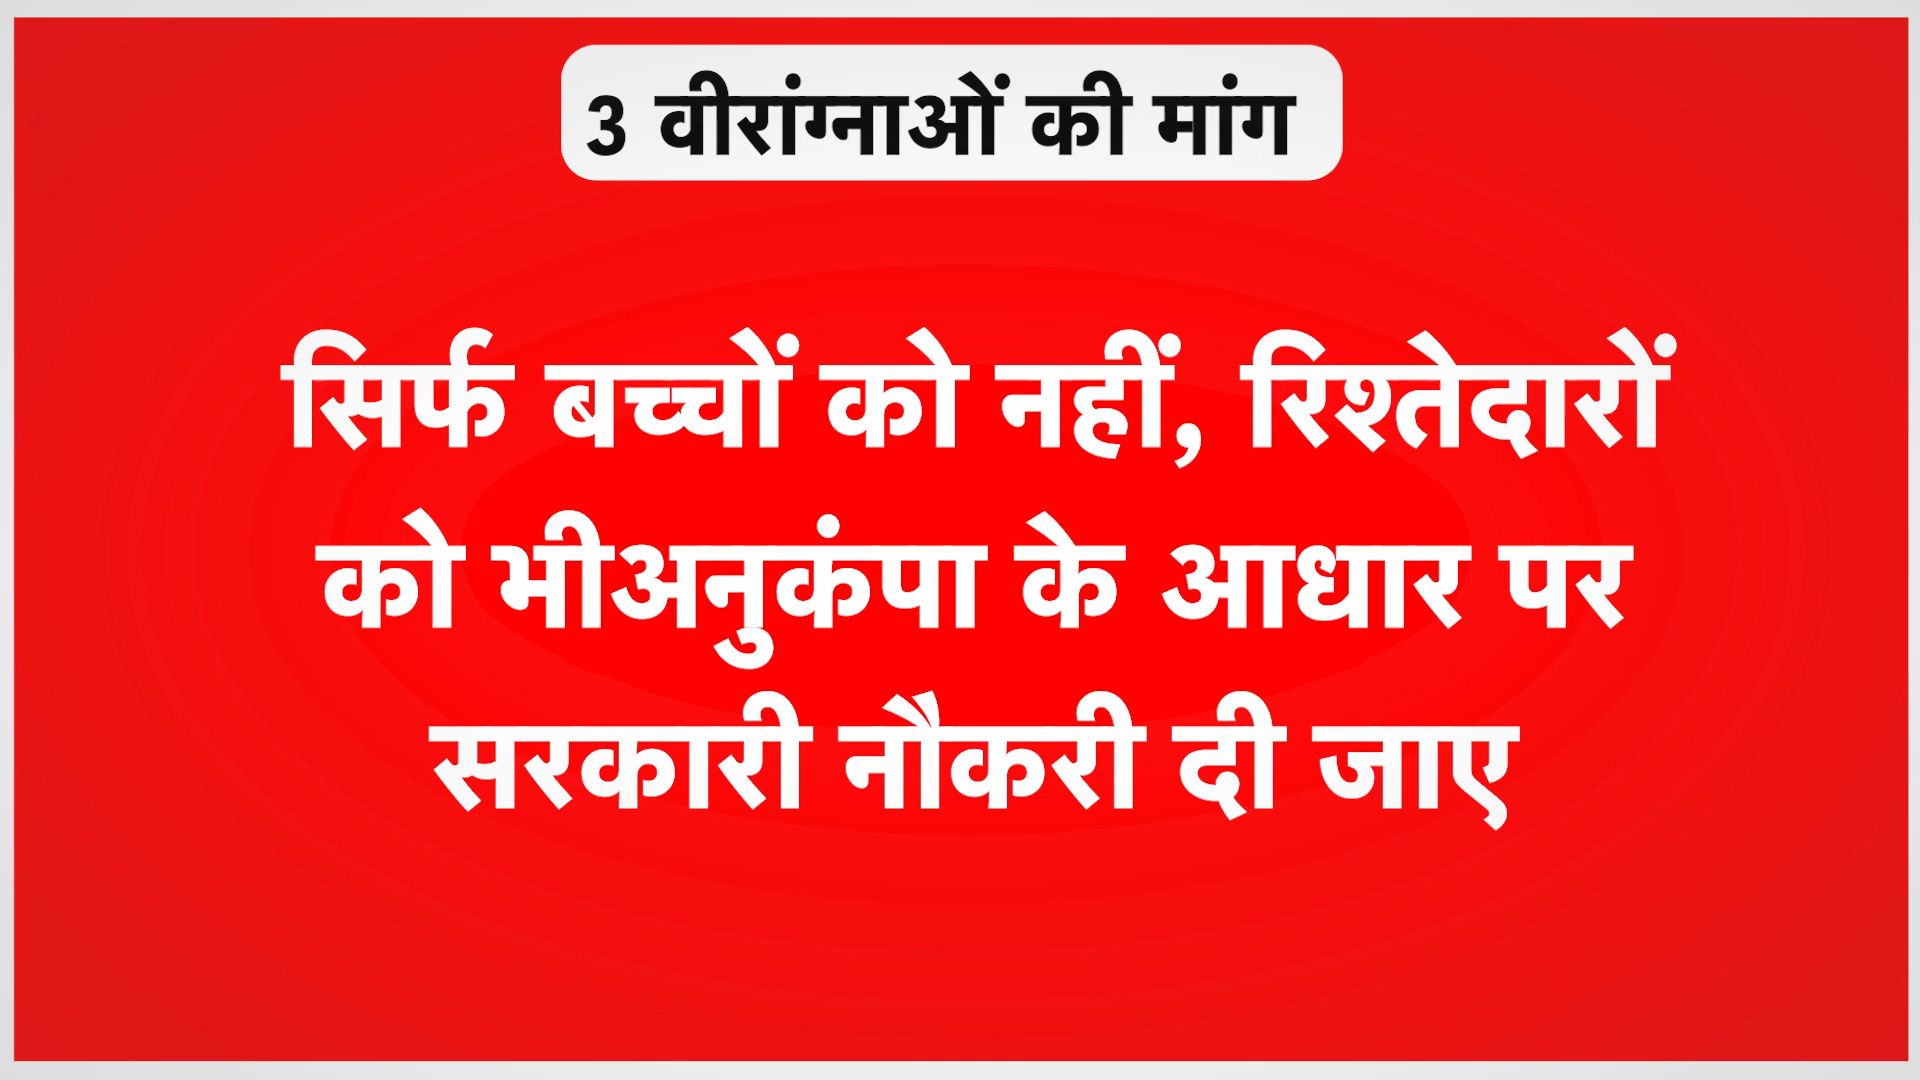 3 वीरांग्नाओं की मांग
सिर्फ बच्चों को नहीं, रिश्तेदारों
को भीअनुकंपा के आधार पर
सरकारी नौकरी दी जाए